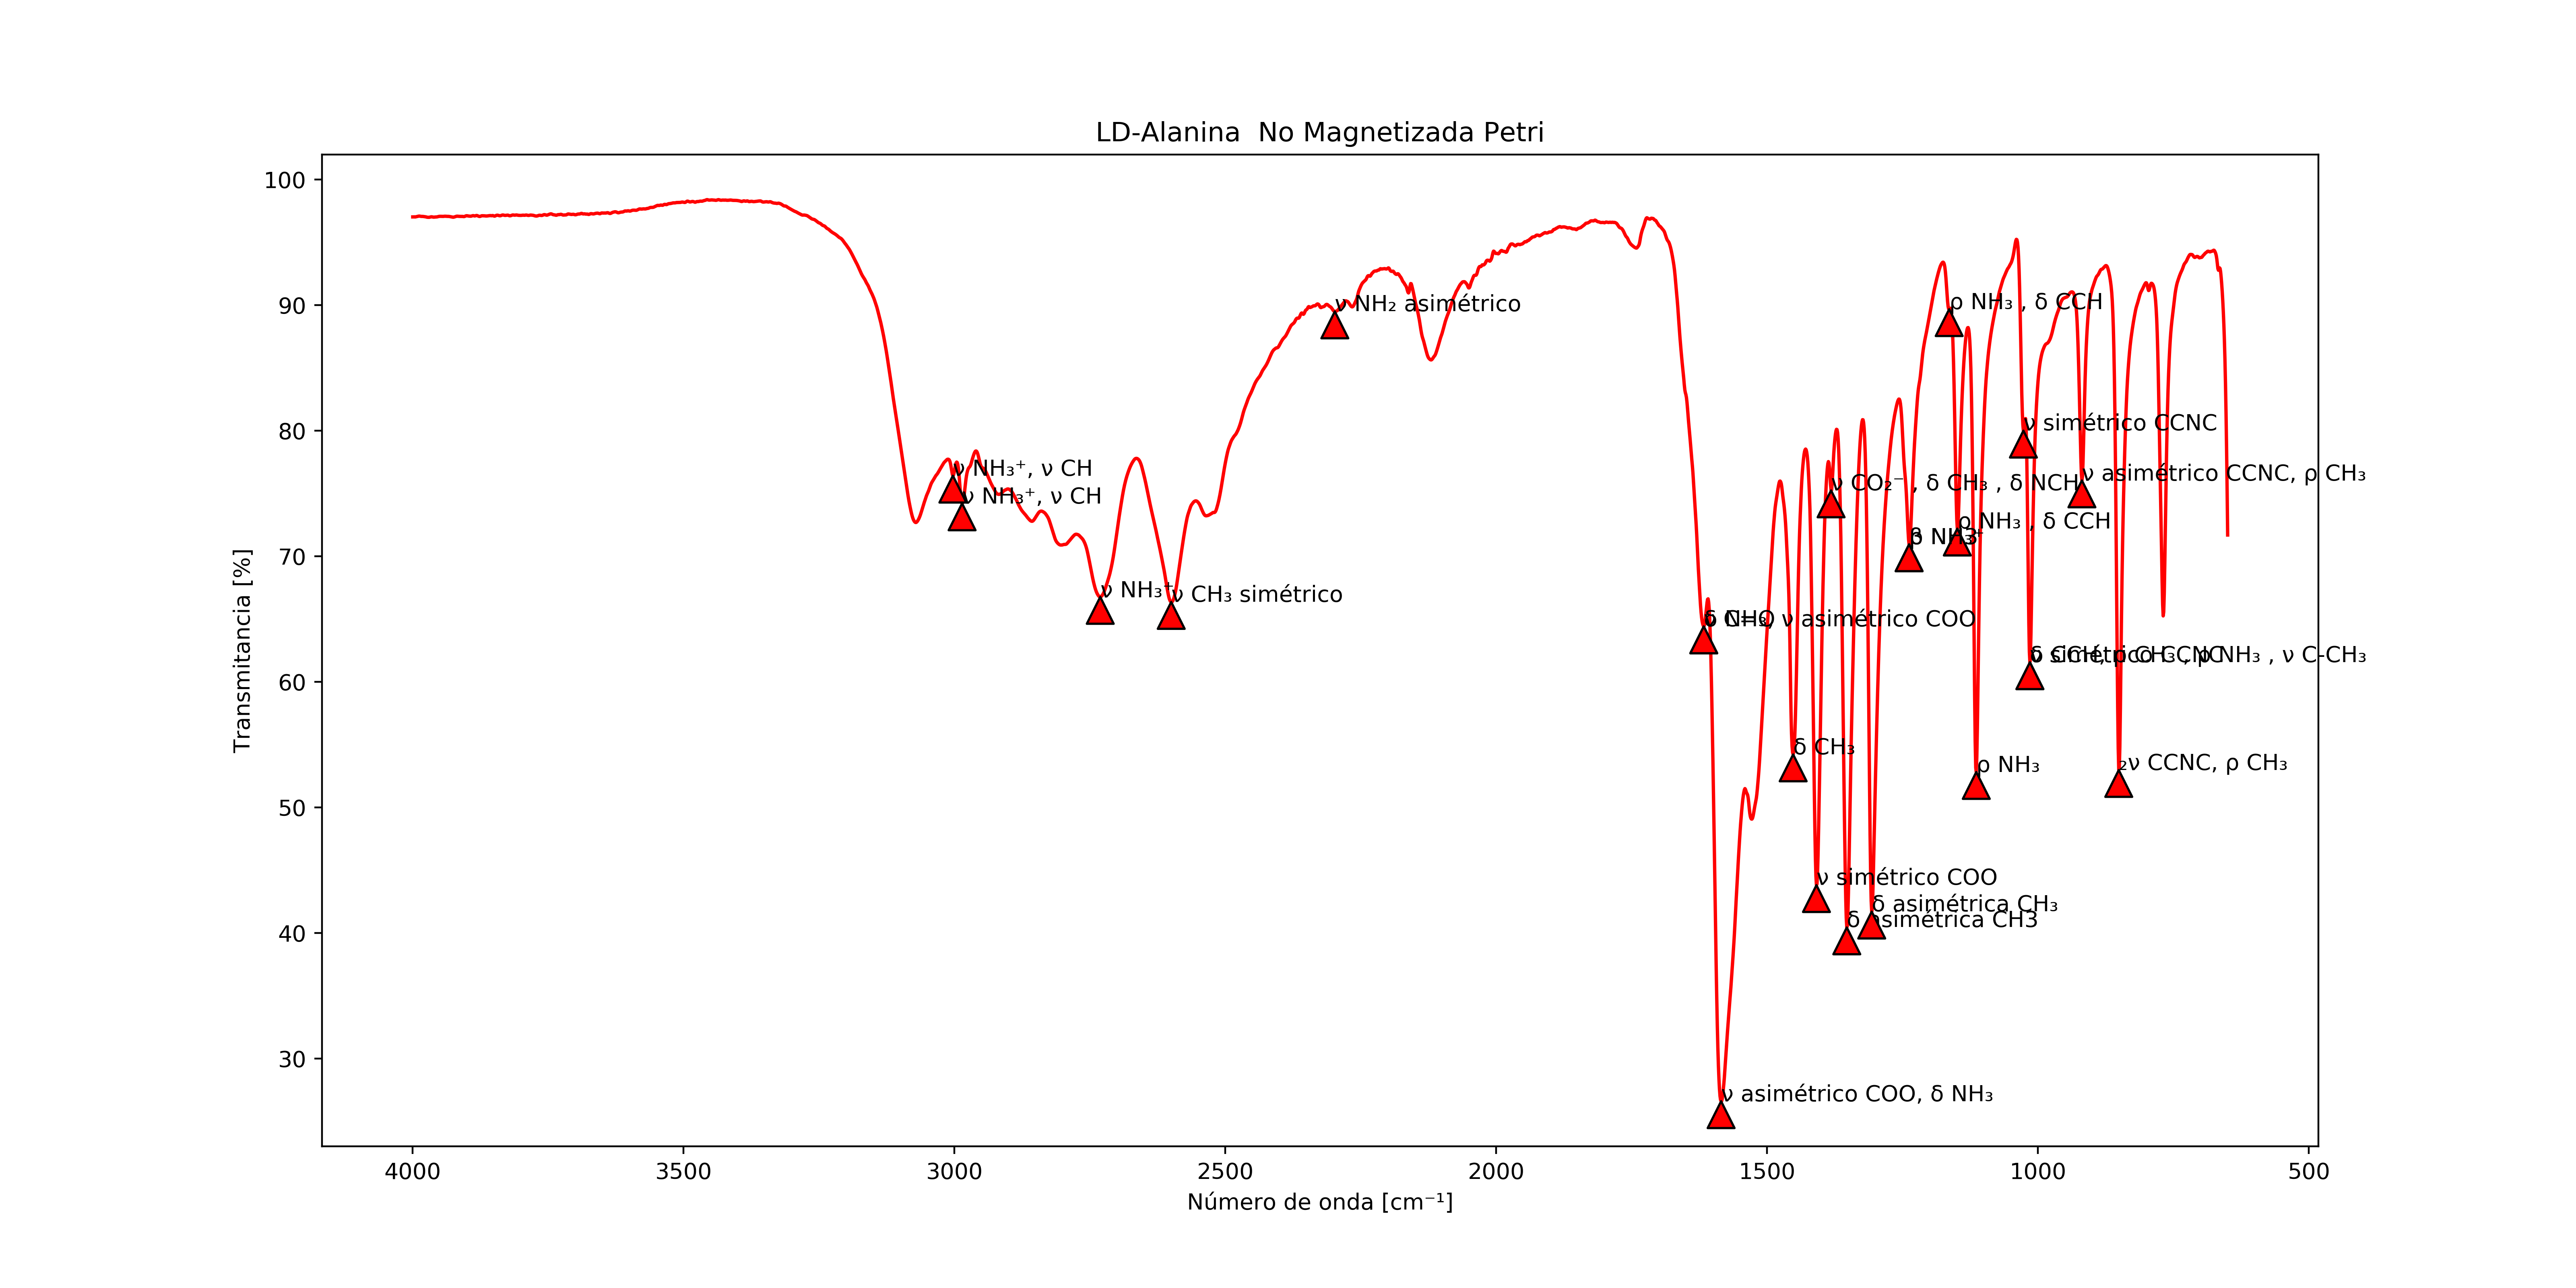 LD-Alanina  No Magnetizada Petri
100
90
80
70
60
50
40
30
Transmitancia [%]
ν NH₂ asimétrico
ρ NH₃ , δ CCH
ν simétrico CCNC
ν NH₃⁺, ν CH
ν asimétrico CCNC, ρ CH₃
ν CO₂⁻ , δ CH₃ , δ NCH
ν NH₃⁺, ν CH
ρ NH₃ , δ CCH
ν NH₃⁺
ν CH₃ simétrico
ν asimétrico COO
ρ NH₃ , ν C-CH₃
δ CH₃
ρ NH₃
₂ν CCNC, ρ CH₃
ν simétrico COO
δ asimétrica CH₃
δ asimétrica CH3
ν asimétrico COO, δ NH₃
4000 3500 3000 2500 2000 1500 1000 500
Número de onda [cm⁻¹]